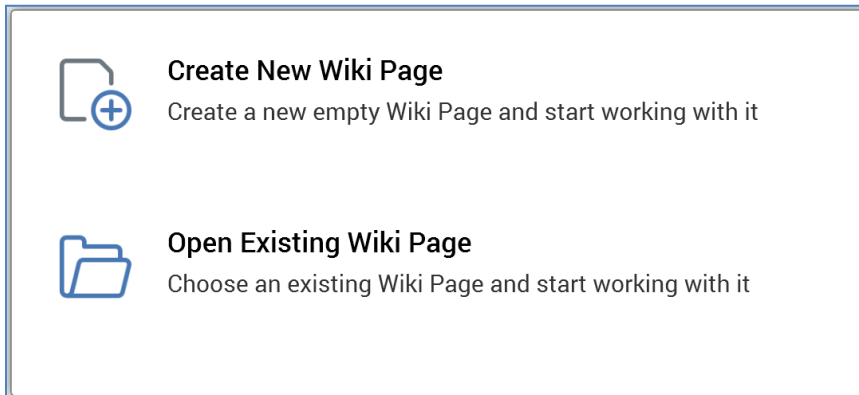 Create New Wiki Page
Create a new empty Wiki Page and start working with it
Open Existing Wiki Page
Choose an existing Wiki Page and start working with it